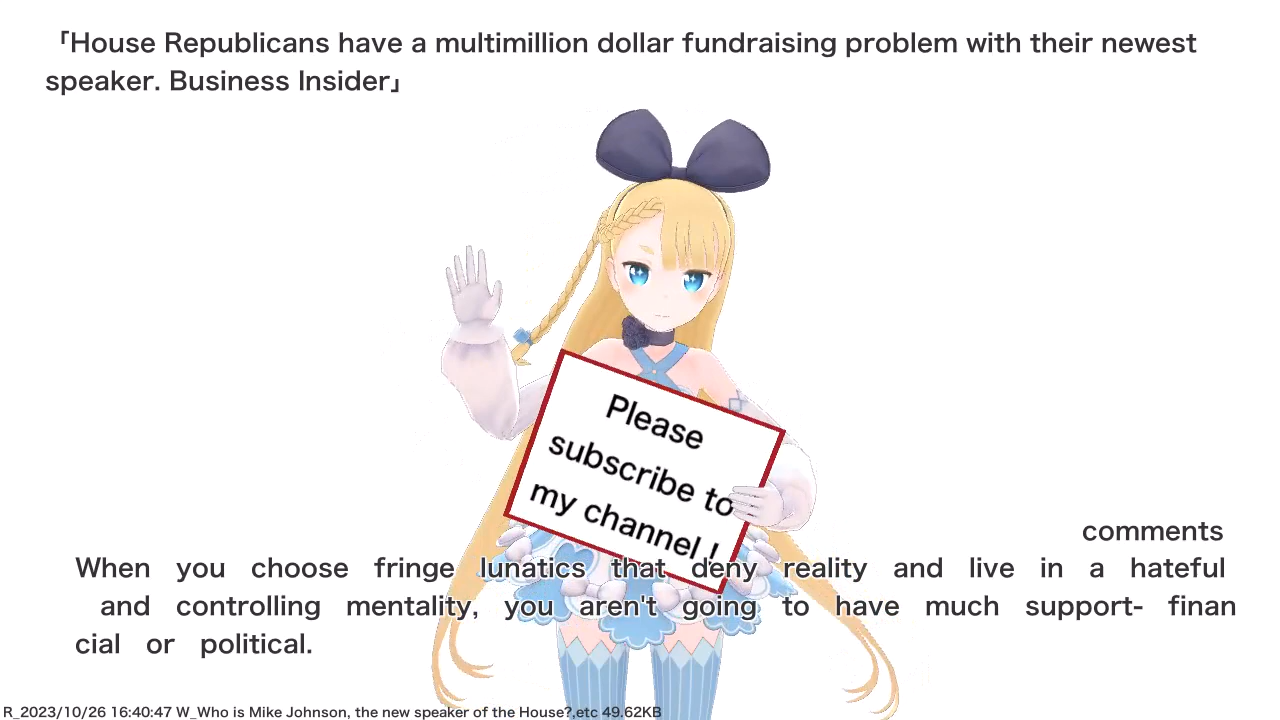 「House Republicans have a multimillion dollar fundraising problem with their newest
speaker. Business Insider」
Please
subscribe to
my channel !
comments
When you choose fringe lunatics that deny reality and live in a hateful
and controlling mentality, you aren't going to have much support- finan
cial or political.
R_2023/10/26 16:40:47 W_Who is Mike Johnson, the new speaker of the House?,etc 49.62KB